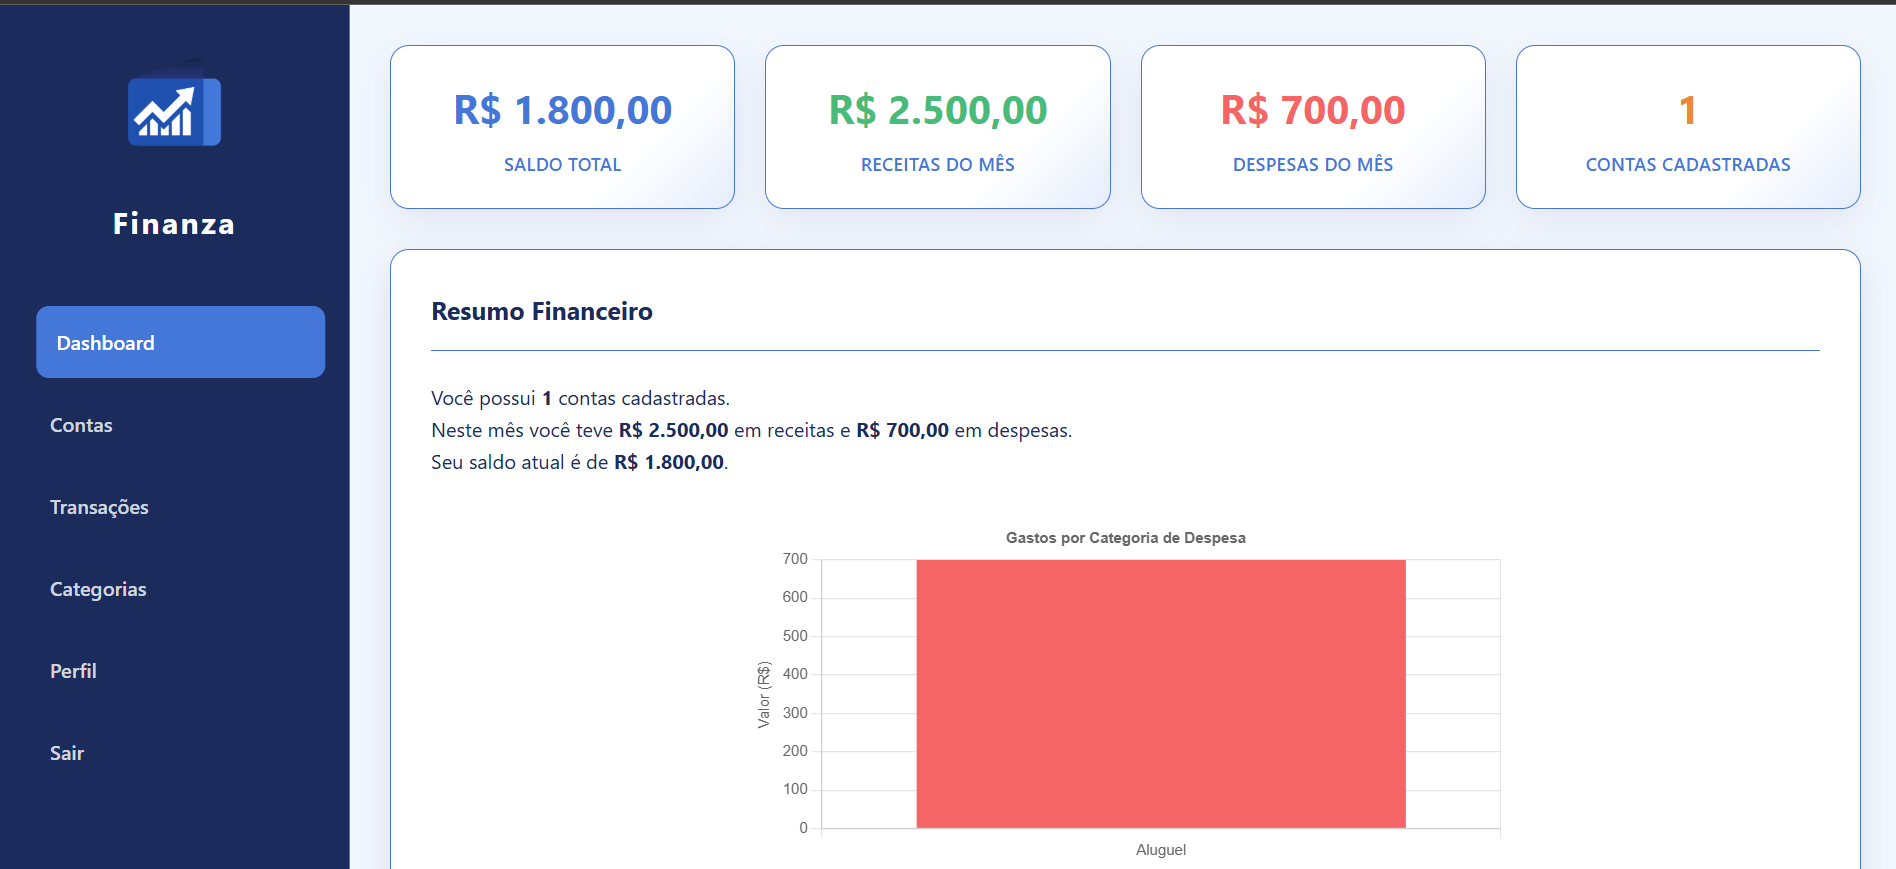 Finanza
Dashboard
Contas
Transações
Categorias
Perfil
Sair
R$ 1.800,00
SALDO TOTAL
R$ 2.500,00
RECEITAS DO MÊS
R$ 700,00
DESPESAS DO MÊS
1
CONTAS CADASTRADAS
Resumo Financeiro
Você possui 1 contas cadastradas.
Neste mês você teve R$ 2.500,00 em receitas e R$ 700,00 em despesas.
Seu saldo atual é de R$ 1.800,00.
Gastos por Categoria de Despesa
Valor (R$)
700
600
500
400
300
200
100
0
Aluguel